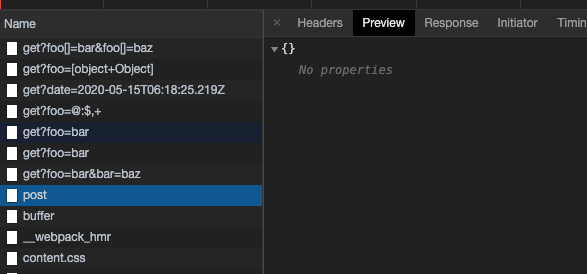 Name
× Headers Preview Response Initiator Timin
get?foo[]=bar&foo[]=baz
get?foo=[object+Object]
get?date=2020-05-15T06:18:25.219Z
get?foo=@:$,+
get?foo=bar
get?foo=bar
get?foo=bar&bar=baz
post
buffer
__webpack_hmr
content.css
▼ {}
No properties